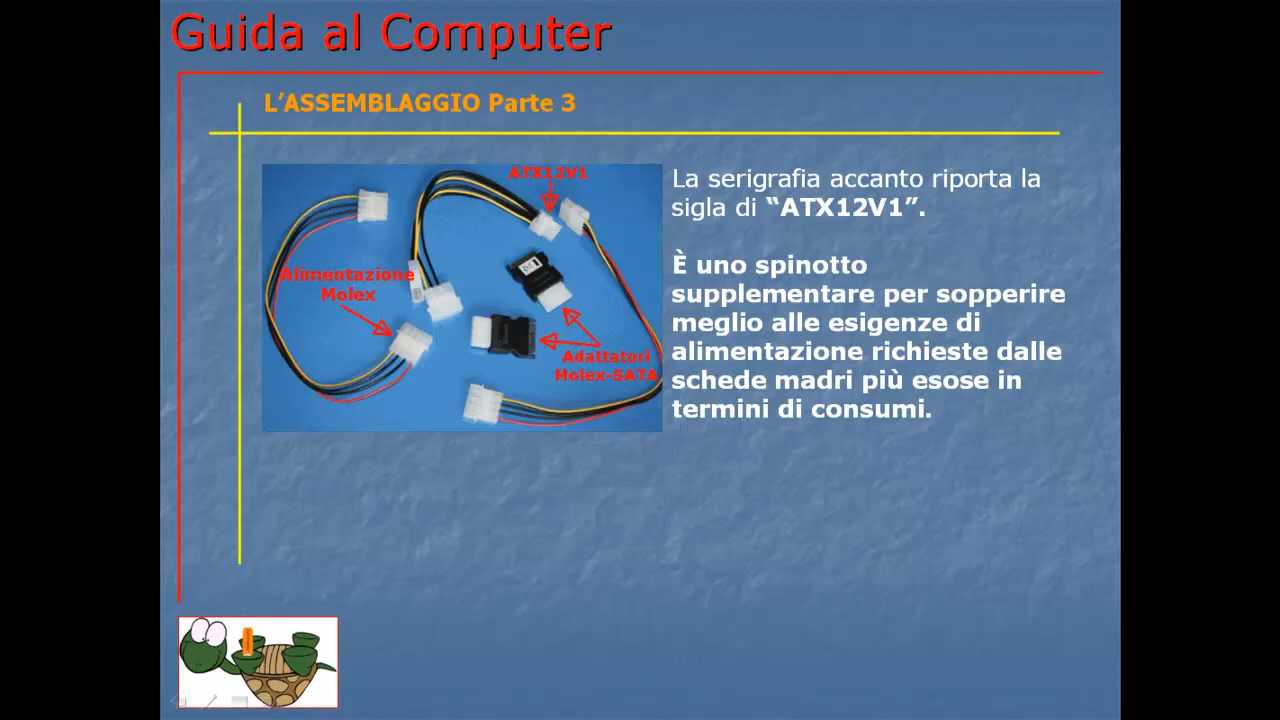 Guida al Computer
L’ASSEMBLAGGIO Parte 3
ATX12V1
Alimentazione
Molex
Adattatori
Molex-SATA
La serigrafia accanto riporta la
sigla di “ATX12V1”.
È uno spinotto
supplementare per sopperire
meglio alle esigenze di
alimentazione richieste dalle
schede madri più esose in
termini di consumi.